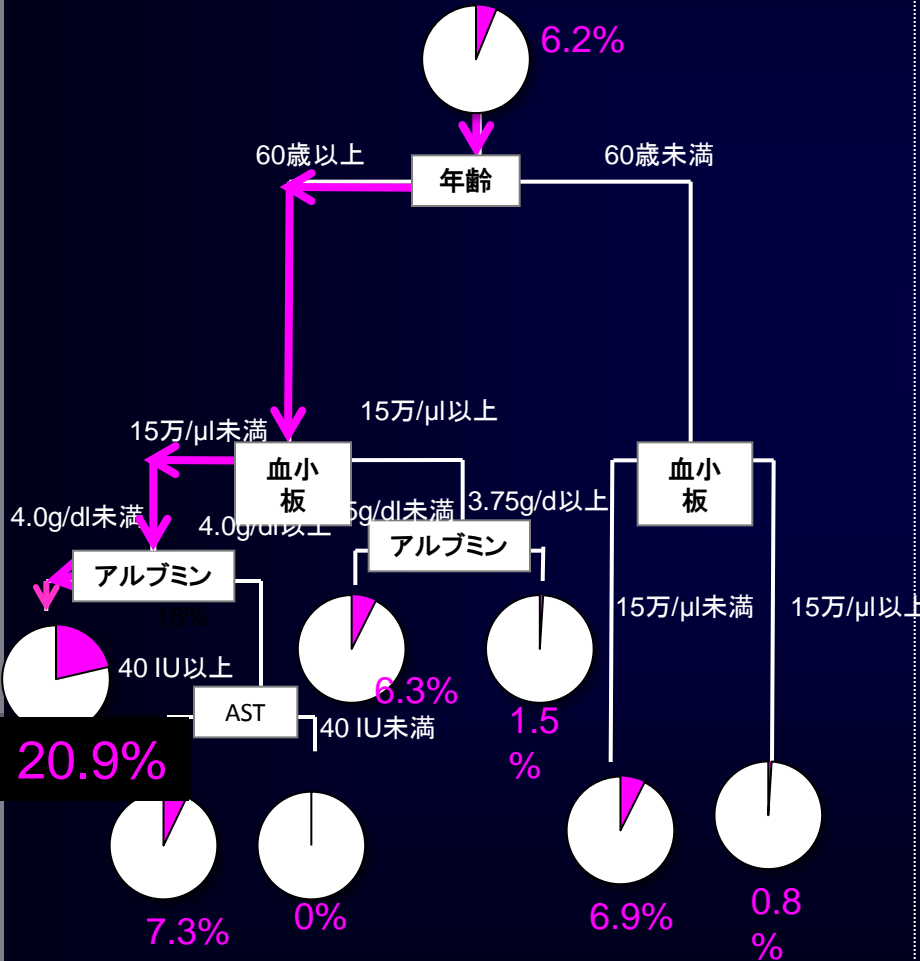 6.2%
60歳以上
60歳未満
年齢
15万/μl未満
15万/μl以上
血小
板
血小
板
4.0g/dl未満
4.0g/dl以上
5g/dl未満
3.75g/d以上
アルブミン
アルブミン
18%
15万/μl未満
15万/μl以上
40 IU以上
6.3%
1.5
%
AST
40 IU未満
20.9%
7.3%
0%
6.9%
0.8
%